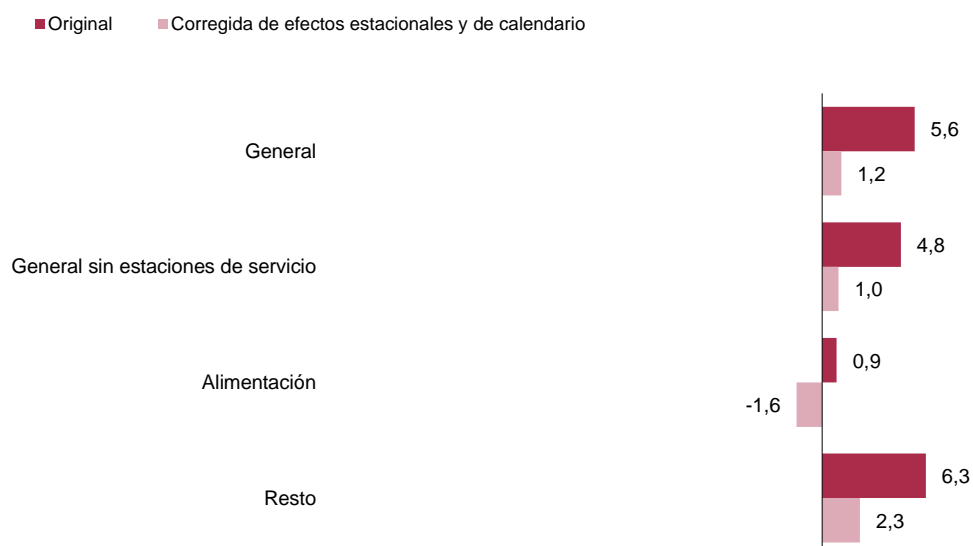 Original Corregida de efectos estacionales y de calendario
General
5,6
1,2
General sin estaciones de servicio
4,8
1,0
Alimentación
0,9
-1,6
Resto
6,3
2,3